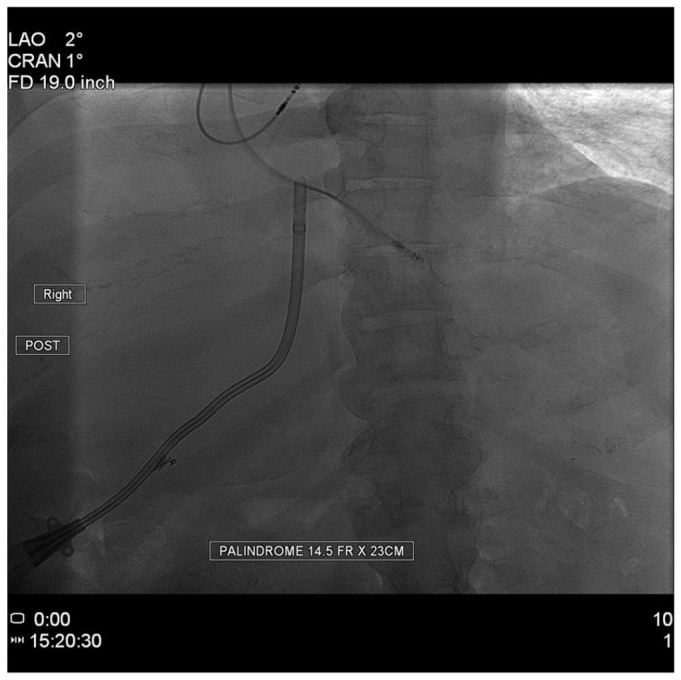 LAO 2°
CRAN 1°
FD 19.0 inch
Right
POST
PALINDROME 14.5 FR X 23CM
0:00
10
15:20:30
1